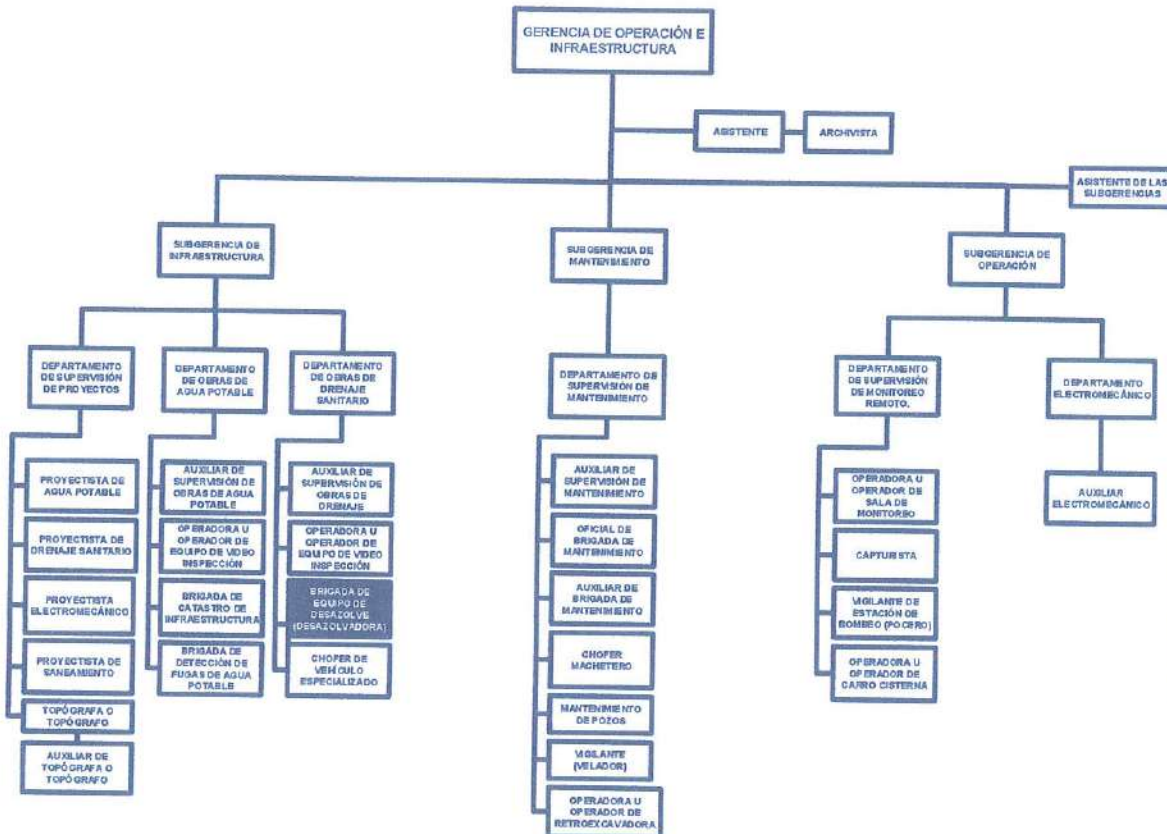 GERENCIA DE OPERACIÓN E
INFRAESTRUCTURA
ASISTENTE
ARCHIVISTA
ASISTENTE DE LAS
SUBGERENCIAS
SUBGERENCIA DE
INFRAESTRUCTURA
SUBGERENCIA DE
MANTENIMIENTO
SUBGERENCIA DE
OPERACIÓN
DEPARTAMENTO
DE SUPERVISIÓN
DE PROYECTOS
DEPARTAMENTO
DE OBRAS DE
AGUA POTABLE
DEPARTAMENTO
DE OBRAS DE
DRENAJE
SANITARIO
DEPARTAMENTO
DE SUPERVISIÓN DE
MANTENIMIENTO
DEPARTAMENTO
DE SUPERVISIÓN
DE MONITOREO
REMOTO.
DEPARTAMENTO
ELECTROMECÁNICO
PROYECTISTA DE
AGUA POTABLE
PROYECTISTA DE
DRENAJE SANITARIO
PROYECTISTA
ELECTROMECÁNICO
PROYECTISTA DE
SANEAMIENTO
TOPÓGRAFA O
TOPÓGRAFO
AUXILIAR DE
TOPÓGRAFA O
TOPÓGRAFO
AUXILIAR DE
SUPERVISIÓN DE
OBRAS DE AGUA
POTABLE
OPERADORA U
OPERADOR DE
EQUIPO DE VIDEO
INSPECCIÓN
BRIGADA DE
CATASTRO DE
INFRAESTRUCTURA
BRIGADA DE
DETECCIÓN DE
FUGAS DE AGUA
POTABLE
AUXILIAR DE
SUPERVISIÓN DE
OBRAS DE
DRENAJE
OPERADORA U
OPERADOR DE
EQUIPO DE VIDEO
INSPECCIÓN
BRIGADA DE
EQUIPO DE
DESAZOLVE
(DESAZOLVADORA)
CHOFER DE
VEHÍCULO
ESPECIALIZADO
AUXILIAR DE
SUPERVISIÓN DE
MANTENIMIENTO
OFICIAL DE
BRIGADA DE
MANTENIMIENTO
AUXILIAR DE
BRIGADA DE
MANTENIMIENTO
CHOFER
MACHETERO
MANTENIMIENTO
DE POZOS
VIGILANTE
(VELADOR)
OPERADORA U
OPERADOR DE
RETROEXCAVADORA
OPERADORA U
OPERADOR DE
SALA DE
MONITOREO
CAPTURISTA
VIGILANTE DE
ESTACIÓN DE
BOMBEO (POCERO)
OPERADORA U
OPERADOR DE
CARRO CISTERNA
AUXILIAR
ELECTROMECÁNICO